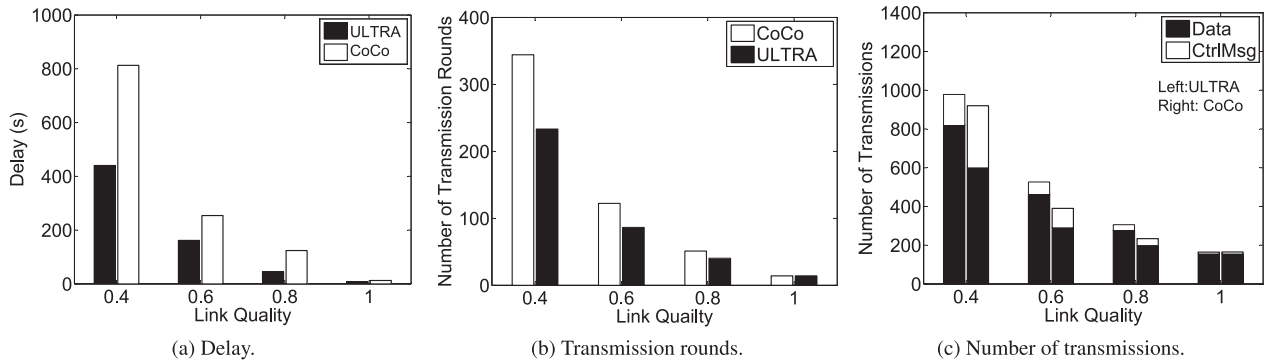 1000
800
600
400
200
0
Delay (s)
ULTRA
CoCo
0.4 0.6 0.8 1
Link Quality
(a) Delay.
400
300
200
100
0
Number of Transmission Rounds
CoCo
ULTRA
0.4 0.6 0.8 1
Link Quailty
(b) Transmission rounds.
1400
1200
1000
800
600
400
200
0
Number of Transmissions
Data
CtrlMsg
Left:ULTRA
Right: CoCo
0.4 0.6 0.8 1
Link Quality
(c) Number of transmissions.